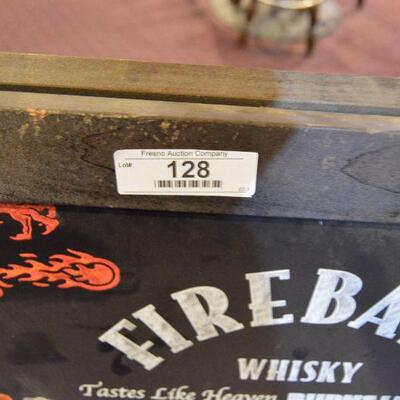 Fresno Auction Company
Lot#:
128
FIREBA
WHISKY
Tastes Like Heaven